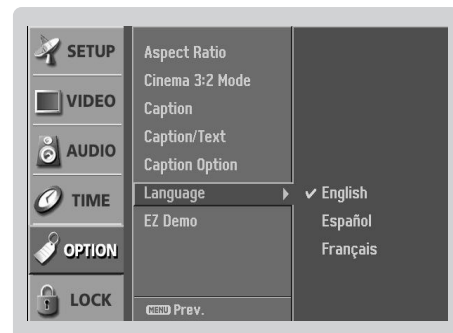 SETUP
VIDEO
AUDIO
TIME
OPTION
LOCK
Aspect Ratio
Cinema 3:2 Mode
Caption
Caption/Text
Caption Option
Language
EZ Demo
MENU Prev.
✔ English
Español
Français